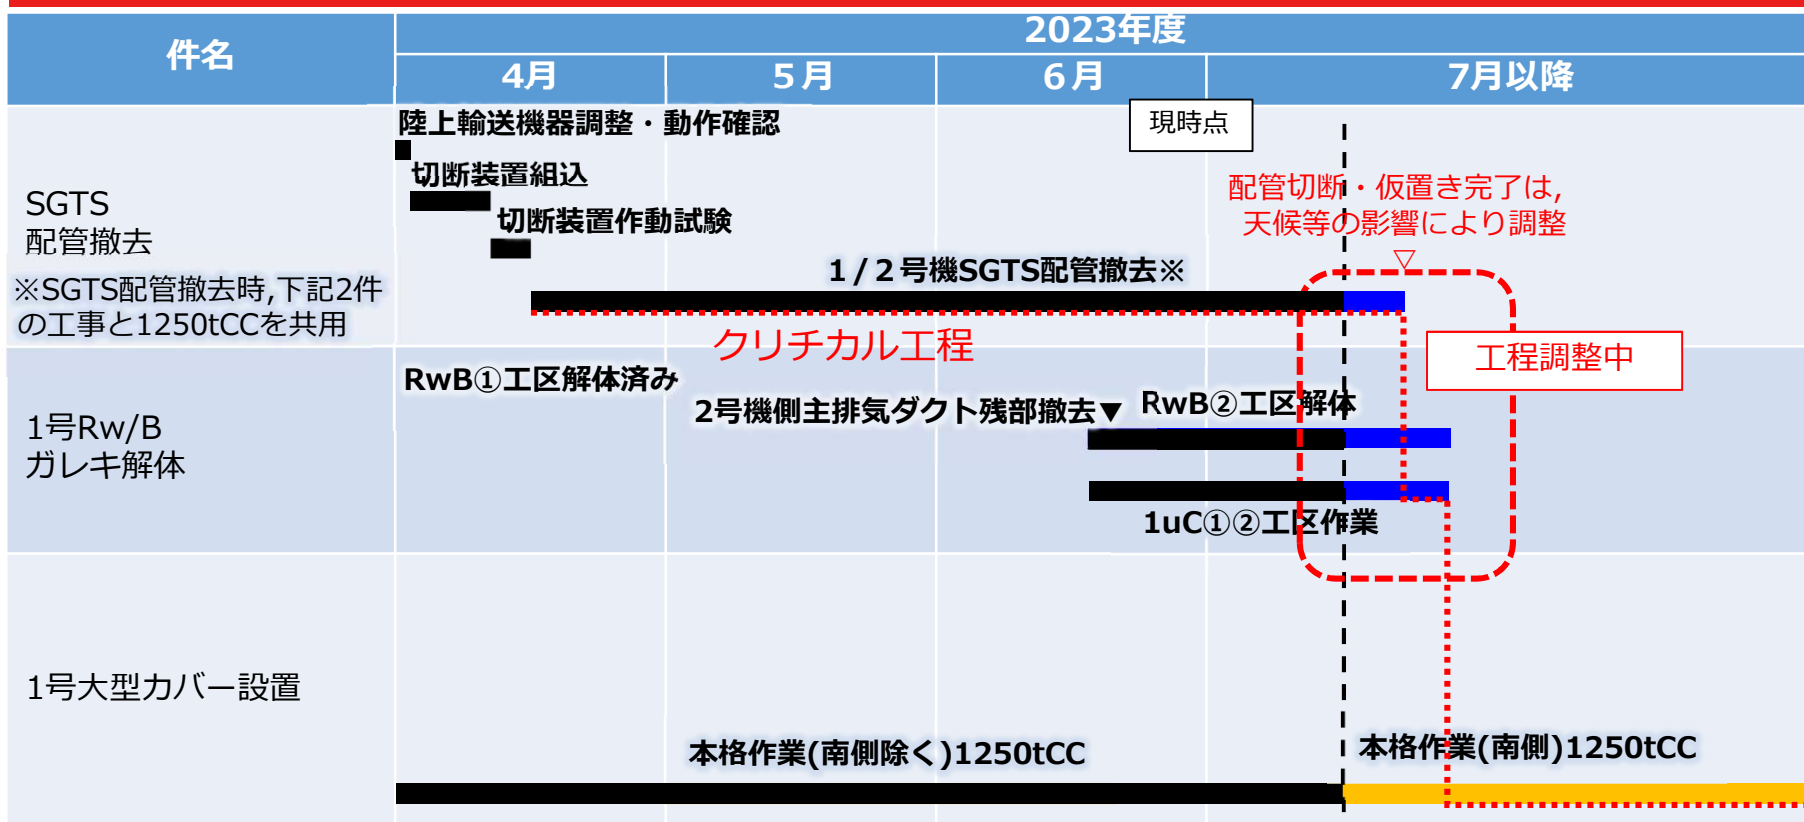 件名
2023年度
4月
5月
6月
7月以降
陸上輸送機器調整・動作確認
現時点
切断装置組込
配管切断・仮置き完了は,
天候等の影響により調整
▽
SGTS
配管撤去
切断装置作動試験
1/2号機SGTS配管撤去※
※SGTS配管撤去時,下記2件
の工事と1250tCCを共用
クリチカル工程
工程調整中
RwB①工区解体済み
2号機側主排気ダクト残部撤去▼
RwB②工区解体
1号Rw/B
ガレキ解体
1uC①②工区作業
1号大型カバー設置
本格作業(南側除く)1250tCC
本格作業(南側)1250tCC